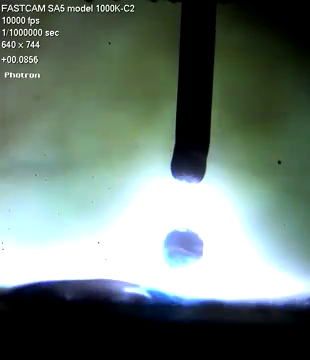 FASTCAM SA5 model 1000K-C2
10000 fps
1/1000000 sec
640 x 744
+00.0856
Photron